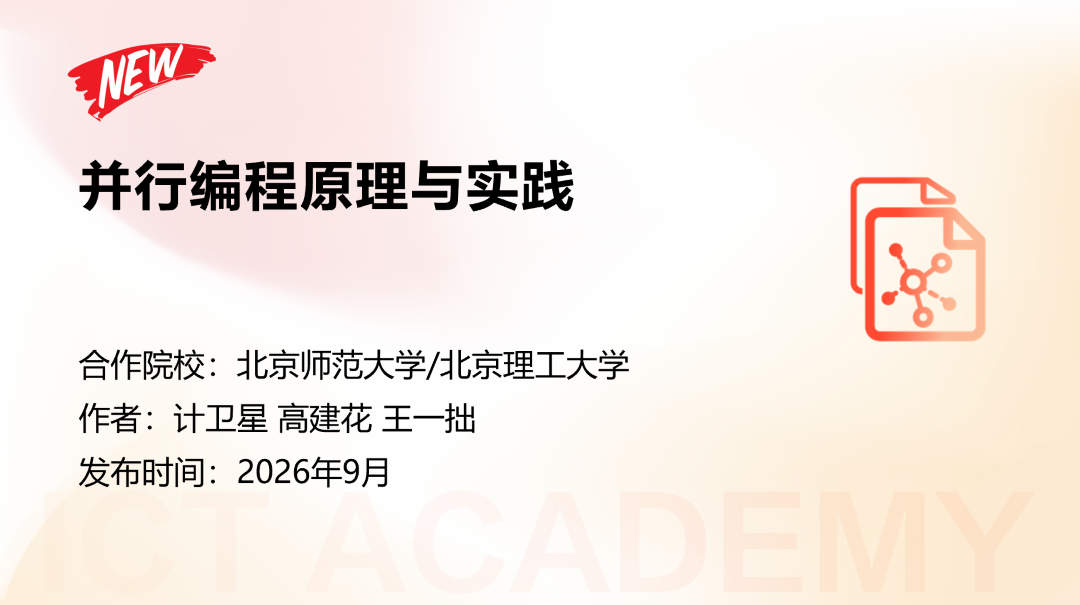 NEW
并行编程原理与实践
合作院校：北京师范大学/北京理工大学
作者：计卫星 高建花 王一拙
发布时间：2026年9月
ICT ACADEMY